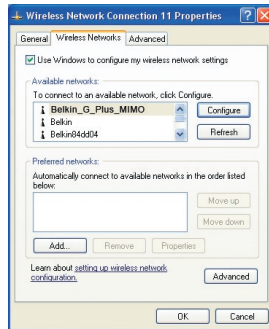 Wireless Network Connection 11 Properties
General Wireless Networks Advanced
Use Windows to configure my wireless network settings
Available networks:
To connect to an available network, click Configure.
Belkin_G_Plus_MIMO
Configure
Belkin
Belkin84dd04
Refresh
Preferred networks:
Automatically connect to available networks in the order listed
below:
Move up
Move down
Add... Remove Properties
Learn about setting up wireless network
configuration.
Advanced
OK Cancel